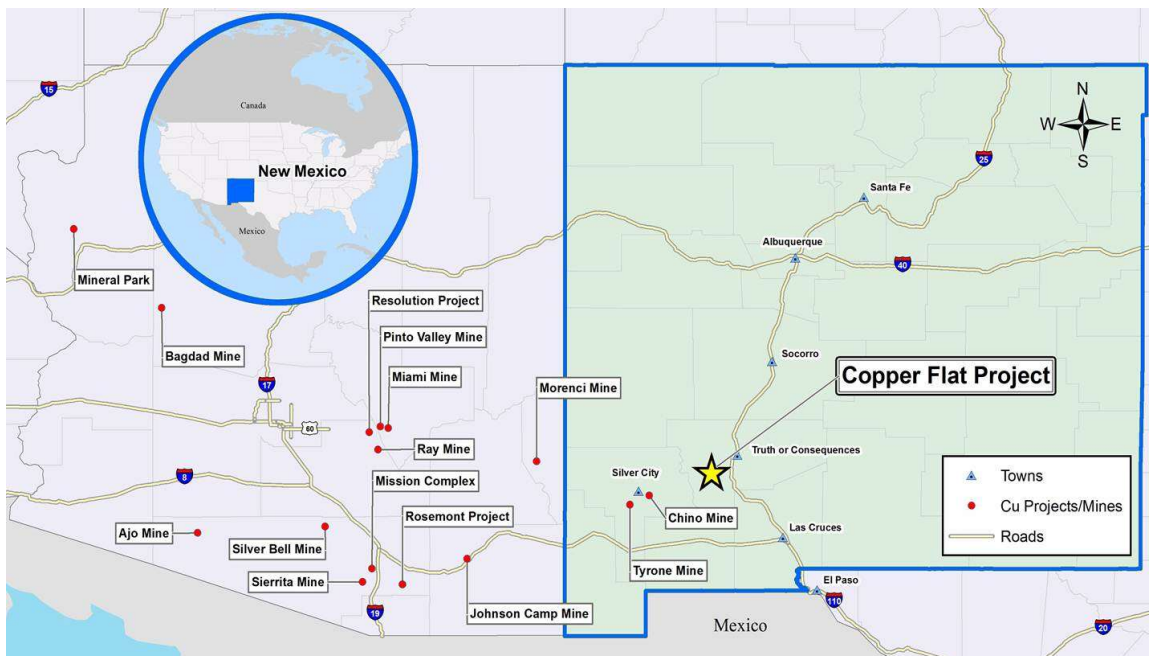 15
Canada
New Mexico
Mexico
N
W
E
S
25
Santa Fe
Albuquerque
40
Mineral Park
Resolution Project
Pinto Valley Mine
Bagdad Mine
Miami Mine
Morenci Mine
Socorro
Copper Flat Project
17
60
Ray Mine
Truth or Consequences
8
Mission Complex
Silver City
Towns
Cu Projects/Mines
Roads
Rosemont Project
Chino Mine
Ajo Mine
Silver Bell Mine
Las Cruces
Tyrone Mine
Sierrita Mine
El Paso
110
Johnson Camp Mine
19
Mexico
20